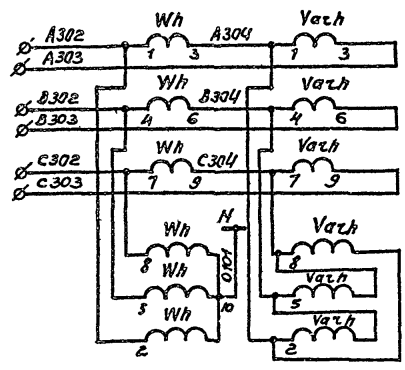 Wh Varh
A302 A304
1 3 1 3
A303
Wh Varh
B302 B304
4 6 4 6
B303
Wh Varh
C302 C304
7 9 7 9
C303
N
Wh Varh
8 0101 8
Wh Varh
5 10 5
Wh Varh
2 2